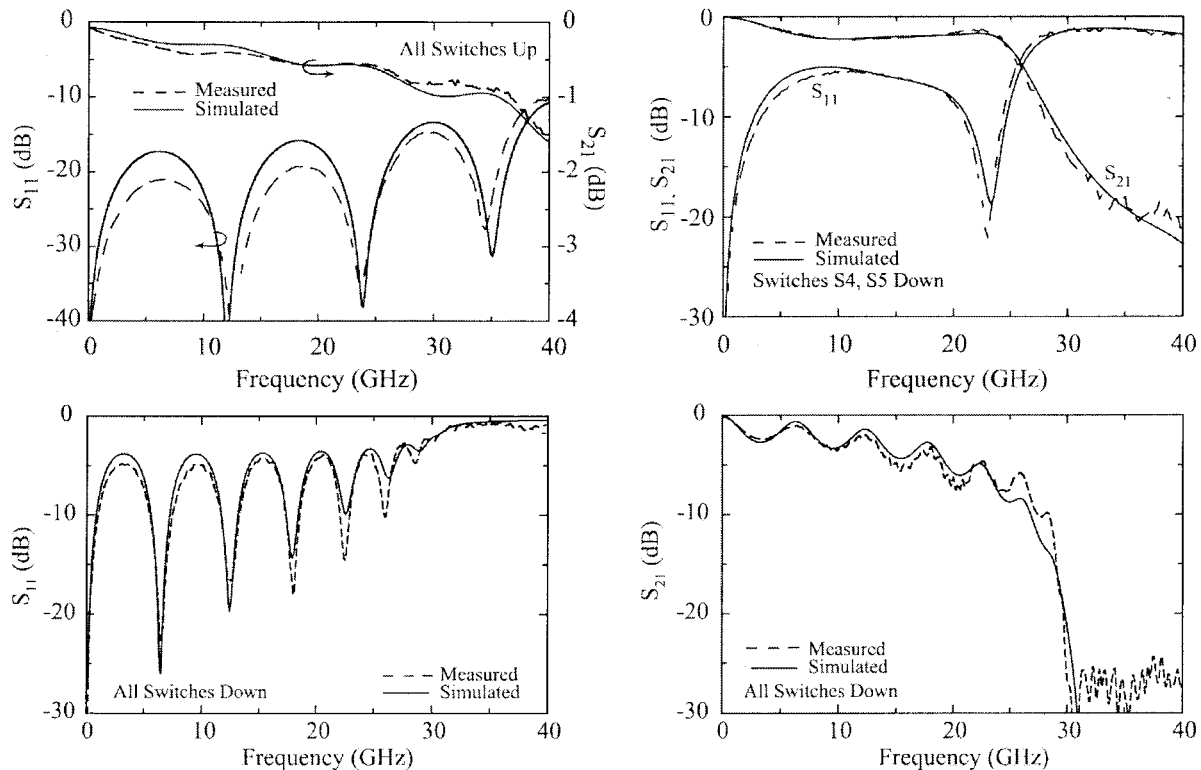 0
-10
-20
-30
-40
S11 (dB)
0
-1
-2
-3
-4
S21 (dB)
All Switches Up
Measured
Simulated
0 10 20 30 40
Frequency (GHz)
0
-10
-20
-30
S11, S21 (dB)
S11
S21
Measured
Simulated
Switches S4, S5 Down
0 10 20 30 40
Frequency (GHz)
0
-10
-20
-30
S11 (dB)
Measured
Simulated
All Switches Down
0 10 20 30 40
Frequency (GHz)
0
-10
-20
-30
S21 (dB)
Measured
Simulated
All Switches Down
0 10 20 30 40
Frequency (GHz)